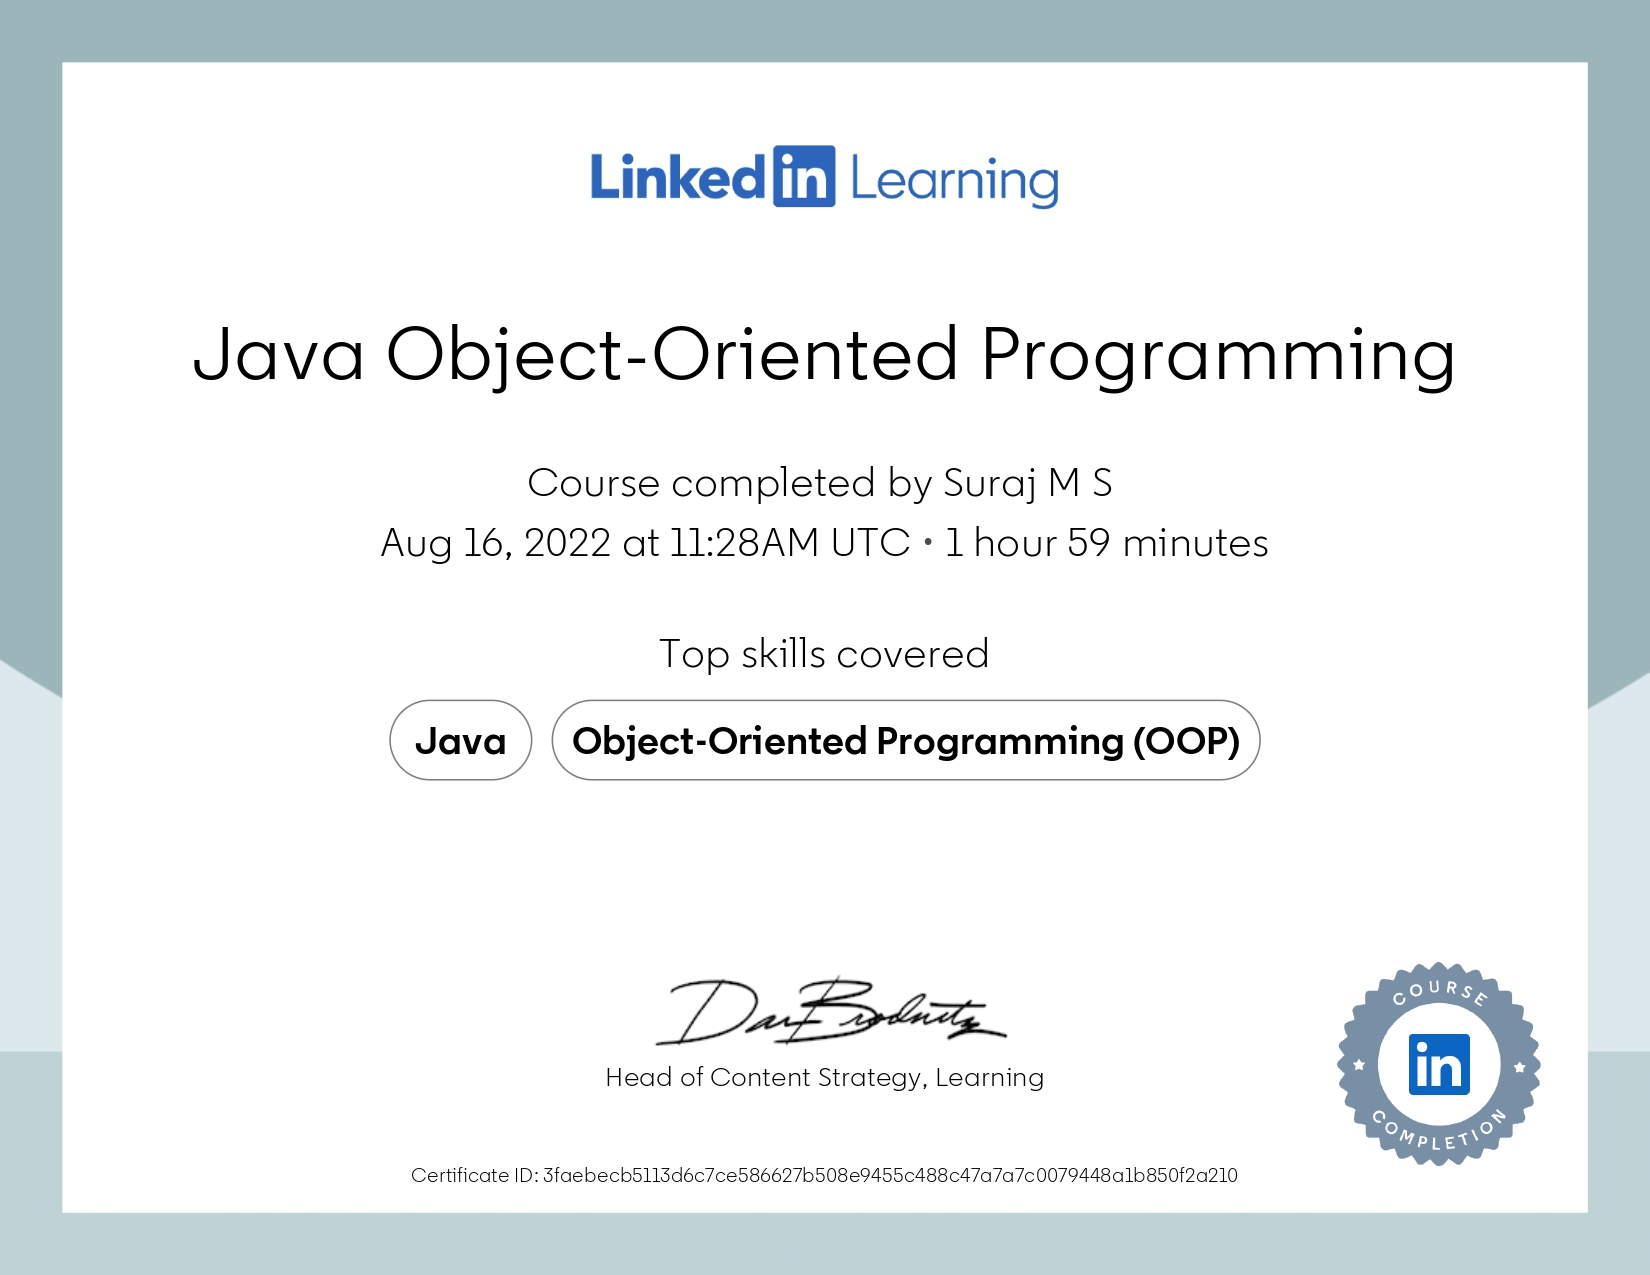 Linked in Learning
Java Object-Oriented Programming
Course completed by Suraj M S
Aug 16, 2022 at 11:28AM UTC • 1 hour 59 minutes
Top skills covered
Java
Object-Oriented Programming (OOP)
Dan Brodnitz
Head of Content Strategy, Learning
COURSE
in
COMPLETION
Certificate ID: 3faebecb5113d6c7ce586627b508e9455c488c47a7a7c0079448a1b850f2a210